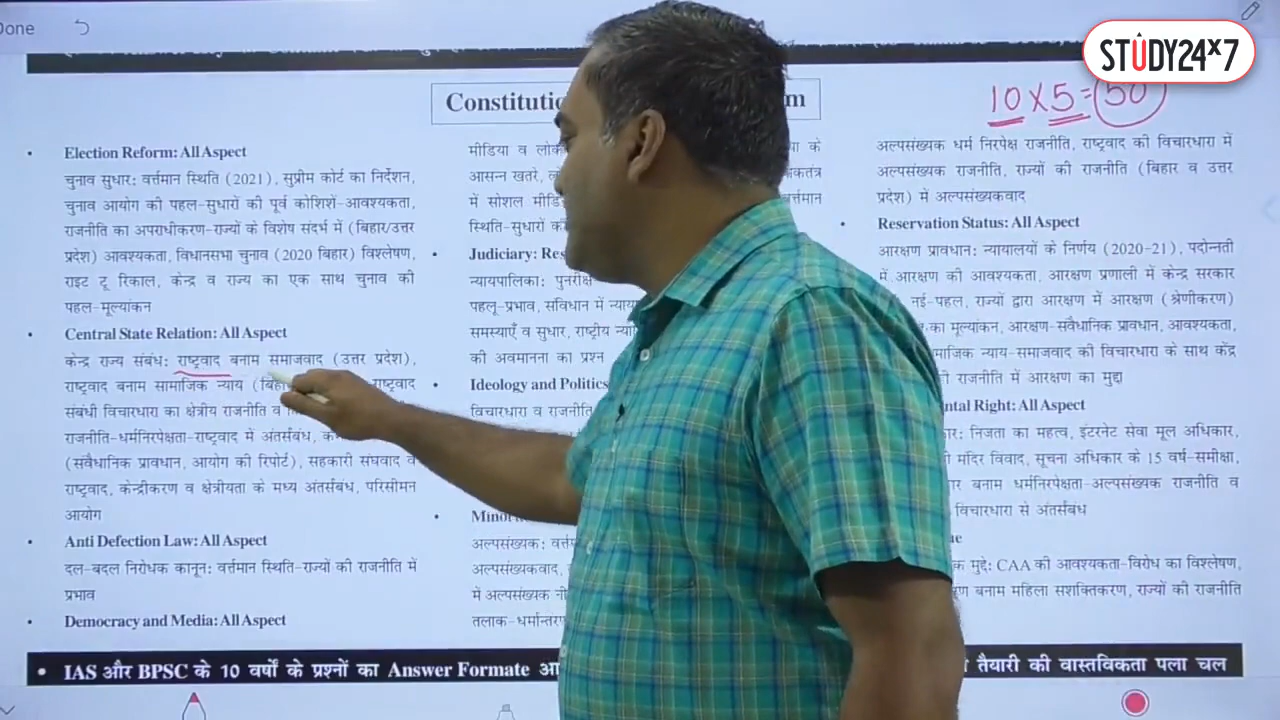 Done
STUDY24x7
10 x 5 = 50
Constitutio
m
• Election Reform: All Aspect
चुनाव सुधार: वर्तमान स्थिति (2021), सुप्रीम कोर्ट का निर्देशन,
चुनाव आयोग की पहल-सुधारों की पूर्व कोशिशें-आवश्यकता,
राजनीति का अपराधीकरण-राज्यों के विशेष संदर्भ में (बिहार/उत्तर
प्रदेश) आवश्यकता, विधानसभा चुनाव (2020 बिहार) विश्लेषण,
राइट टू रिकाल, केन्द्र व राज्य का एक साथ चुनाव की
पहल-मूल्यांकन
• Central State Relation: All Aspect
केन्द्र राज्य संबंध: राष्ट्रवाद बनाम समाजवाद (उत्तर प्रदेश),
राष्ट्रवाद बनाम सामाजिक न्याय राष्ट्रवाद
संबंधी विचारधारा का क्षेत्रीय राजनीति व
राजनीति-धर्मनिरपेक्षता-राष्ट्रवाद में अंतर्संबंध,
(संवैधानिक प्रावधान, आयोग की रिपोर्ट), सहकारी संघवाद व
राष्ट्रवाद, केन्द्रीकरण व क्षेत्रीयता के मध्य अंतर्संबंध, परिसीमन
आयोग
• Anti Defection Law: All Aspect
दल-बदल निरोधक कानून: वर्तमान स्थिति-राज्यों की राजनीति में
प्रभाव
• Democracy and Media: All Aspect
मीडिया व के
आसन्न खतरे,
में सोशल वर्तमान
स्थिति-सुधारों
• Judiciary:
न्यायपालिका:
पहलू-प्रभाव, संविधान में
समस्याएँ व सुधार, राष्ट्रीय
की अवमानना का प्रश्न
• Ideology and Politics
विचारधारा व राजनीति
•
अल्पसंख्यक:
अल्पसंख्यकवाद,
में अल्पसंख्यक
तलाक-धर्मान्तरण
अल्पसंख्यक धर्म निरपेक्ष राजनीति, राष्ट्रवाद की विचारधारा में
अल्पसंख्यक राजनीति, राज्यों की राजनीति (बिहार व उत्तर
प्रदेश) में अल्पसंख्यकवाद
• Reservation Status: All Aspect
आरक्षण प्रावधान: न्यायालयों के निर्णय (2020-21), पदोन्नती
में आरक्षण की आवश्यकता, आरक्षण प्रणाली में केन्द्र सरकार
नई-पहल, राज्यों द्वारा आरक्षण में आरक्षण (श्रेणीकरण)
का मूल्यांकन, आरक्षण-संवैधानिक प्रावधान, आवश्यकता,
न्याय-समाजवाद की विचारधारा के साथ केंद्र
राजनीति में आरक्षण का मुद्दा
Right: All Aspect
निजता का महत्व, इंटरनेट सेवा मूल अधिकार,
मंदिर विवाद, सूचना अधिकार के 15 वर्ष-समीक्षा,
बनाम धर्मनिरपेक्षता-अल्पसंख्यक राजनीति व
विचारधारा से अंतर्संबंध
मुद्दे: CAA की आवश्यकता-विरोध का विश्लेषण,
बनाम महिला सशक्तिकरण, राज्यों की राजनीति
• IAS और BPSC के 10 वर्षों के प्रश्नों का Answer Formate
तैयारी की वास्तविकता पता चल